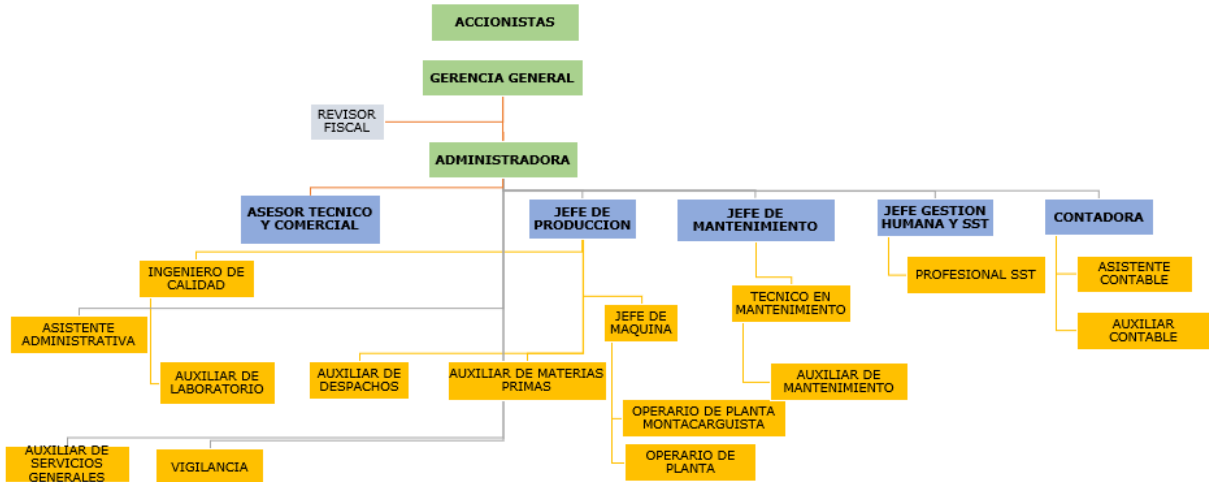 ACCIONISTAS
GERENCIA GENERAL
REVISOR
FISCAL
ADMINISTRADORA
ASESOR TECNICO
Y COMERCIAL
JEFE DE
PRODUCCION
JEFE DE
MANTENIMIENTO
JEFE GESTION
HUMANA Y SST
CONTADORA
INGENIERO DE
CALIDAD
PROFESIONAL SST
ASISTENTE
CONTABLE
TECNICO EN
MANTENIMIENTO
ASISTENTE
ADMINISTRATIVA
JEFE DE
MAQUINA
AUXILIAR
CONTABLE
AUXILIAR DE
LABORATORIO
AUXILIAR DE
DESPACHOS
AUXILIAR DE MATERIAS
PRIMAS
AUXILIAR DE
MANTENIMIENTO
OPERARIO DE PLANTA
MONTACARGUISTA
AUXILIAR DE
SERVICIOS
GENERALES
VIGILANCIA
OPERARIO DE
PLANTA